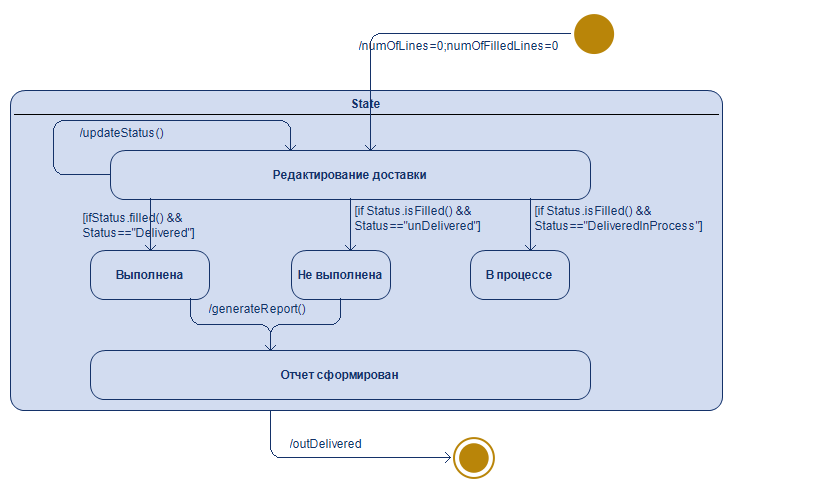 /numOfLines=0;numOfFilledLines=0
State
/updateStatus()
Редактирование доставки
[ifStatus.filled() &&
Status=="Delivered"]
[if Status.isFilled() &&
Status=="unDelivered"]
[if Status.isFilled() &&
Status=="DeliveredInProcess"]
Выполнена
Не выполнена
В процессе
/generateReport()
Отчет сформирован
/outDelivered